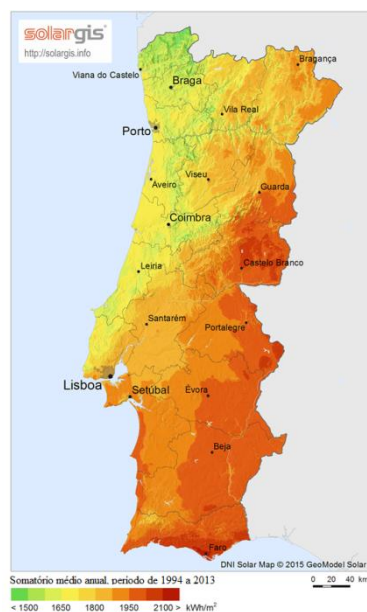 solargis
http://solargis.info
Bragança
Viana do Castelo
Braga
Vila Real
Porto
Viseu
Aveiro
Guarda
Coimbra
Leiria
Castelo Branco
Santarém
Portalegre
Lisboa
Setúbal
Évora
Beja
Faro
DNI Solar Map © 2015 GeoModel Solar
Somatório médio anual, periodo de 1994 a 2013
0 20 40 km
< 1500 1650 1800 1950 2100 > kWh/m²